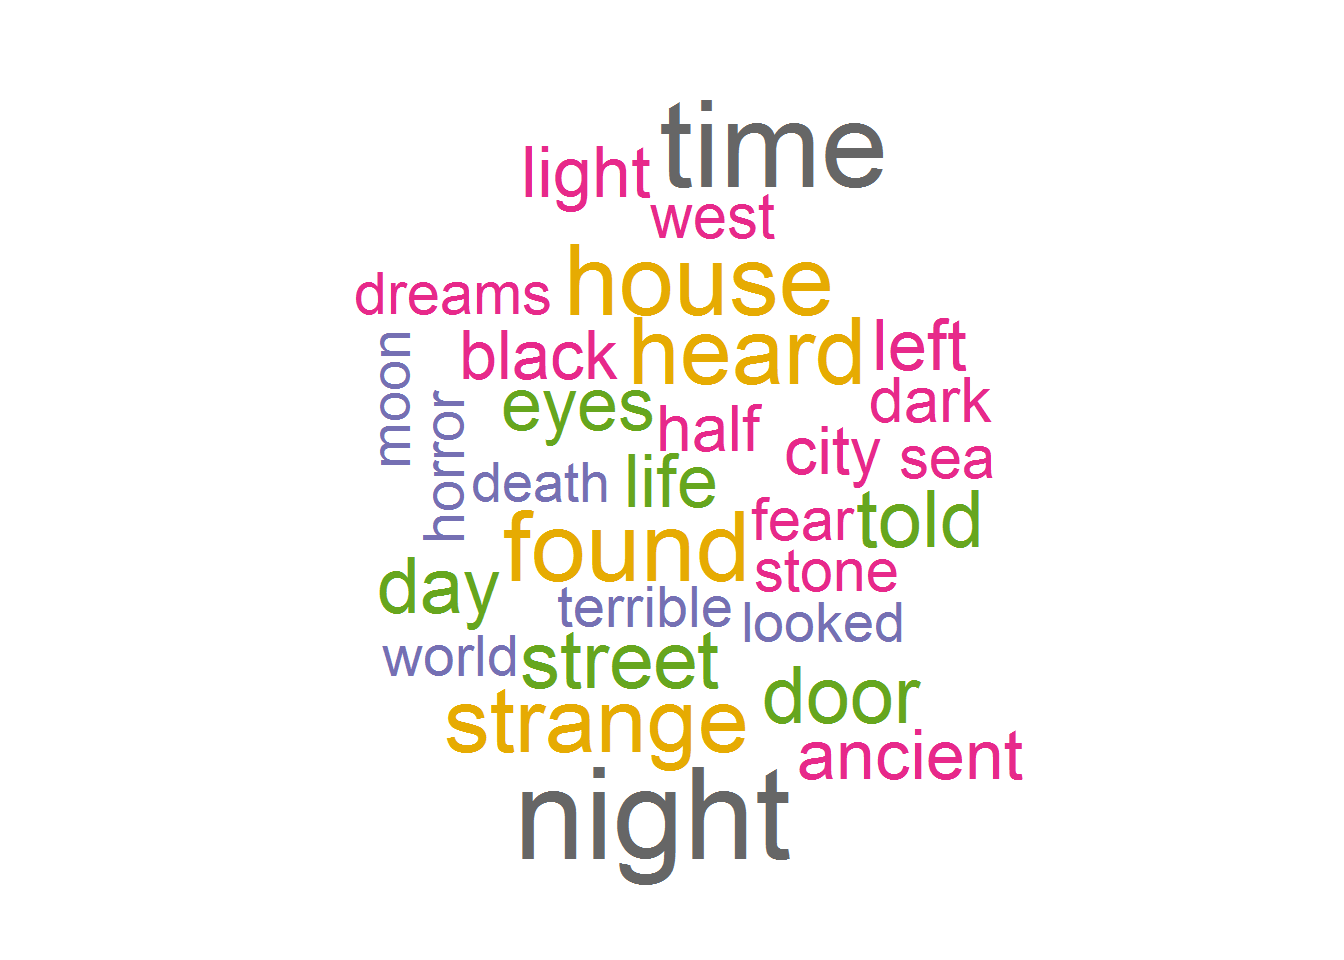 time
light
west
house
dreams
heard
left
black
moon
eyes
dark
half
horror
city
sea
death
life
found
fear
told
stone
day
terrible
looked
world
street
door
strange
ancient
night